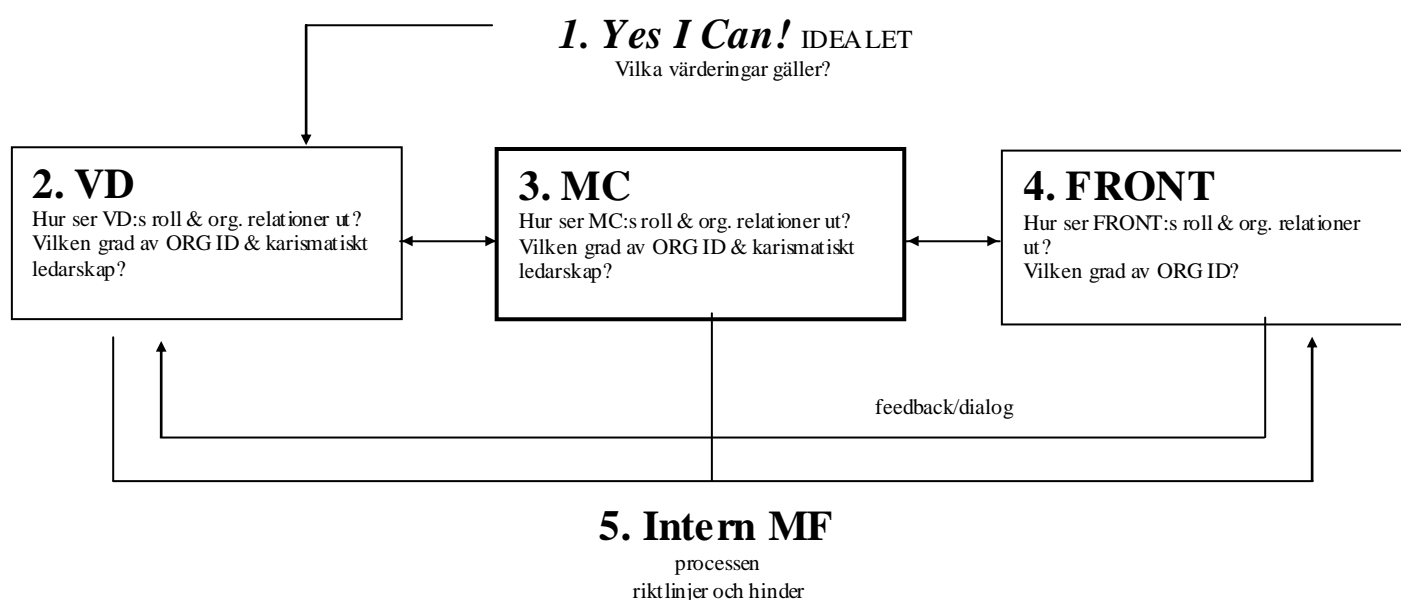 1. Yes I Can! IDEALET
Vilka värderingar gäller?
2. VD
Hur ser VD:s roll & org. relationer ut?
Vilken grad av ORG ID & karismatiskt
ledarskap?
3. MC
Hur ser MC:s roll & org. relationer ut?
Vilken grad av ORG ID & karismatiskt
ledarskap?
4. FRONT
Hur ser FRONT:s roll & org. relationer
ut?
Vilken grad av ORG ID?
feedback/dialog
5. Intern MF
processen
riktlinjer och hinder